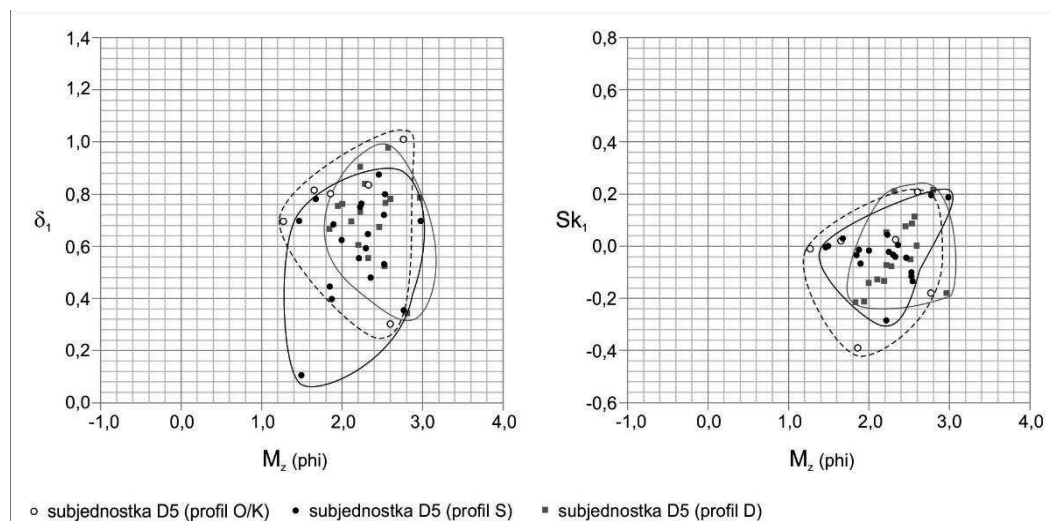 1,4
1,2
1,0
0,8
0,6
0,4
0,2
0,0
δ1
-1,0 0,0 1,0 2,0 3,0 4,0
Mz (phi)
0,8
0,6
0,4
0,2
0,0
-0,2
-0,4
-0,6
Sk1
-1,0 0,0 1,0 2,0 3,0 4,0
Mz (phi)
subjednostka D5 (profil O/K) subjednostka D5 (profil S) subjednostka D5 (profil D)